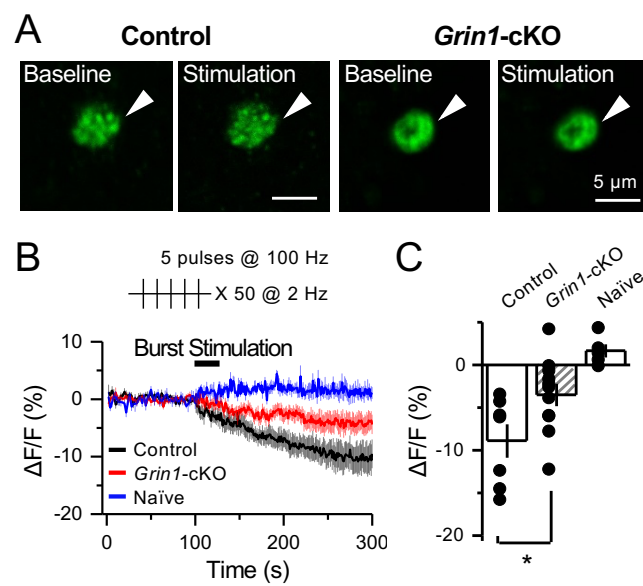 A
Control
Grin1-cKO
Baseline
Stimulation
Baseline
Stimulation
5 µm
B
5 pulses @ 100 Hz
X 50 @ 2 Hz
Burst Stimulation
10
0
-10
-20
ΔF/F (%)
Control
Grin1-cKO
Naïve
0
100
200
300
Time (s)
C
Control
Grin1-cKO
Naïve
0
-10
-20
ΔF/F (%)
*